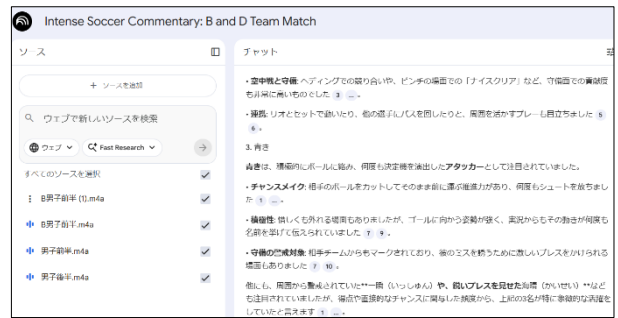 Intense Soccer Commentary: B and D Team Match
ソース
+ ソースを追加
ウェブで新しいソースを検索
ウェブ
Fast Research
すべてのソースを選択
B男子前半 (1).m4a
B男子前半.m4a
男子前半.m4a
男子後半.m4a
チャット
• 空中戦と守備: ヘディングでの競り合いや、ピンチの場面での「ナイスクリア」など、守備面での貢献度
も非常に高いものでした 3 ... 。
• 連携: リオとセットで動いたり、他の選手にパスを回したりと、周囲を活かすプレーも目立ちました 5
6 。
3. 青き
青きは、積極的にボールに絡み、何度も決定機を演出したアタッカーとして注目されていました。
• チャンスメイク: 相手のボールをカットしてそのまま前に運ぶ推進力があり、何度もシュートを放ちまし
た 1 ... 。
• 積極性: 惜しくも外れる場面もありましたが、ゴールに向かう姿勢が強く、実況からもその動きが何度も
名前を挙げて伝えられていました 7 9 。
• 守備の警戒対象: 相手チームからもマークされており、彼のミスを誘うために激しいプレスをかけられる
場面もありました 7 10 。
他にも、周囲から警戒されていた**一瞬（いっしゅん）や、鋭いプレスを見せた海晴（かいせい）**など
も注目されていましたが、得点や直接的なチャンスに関与した頻度から、上記の3名が特に象徴的な活躍を
していたと言えます 1 ... 。